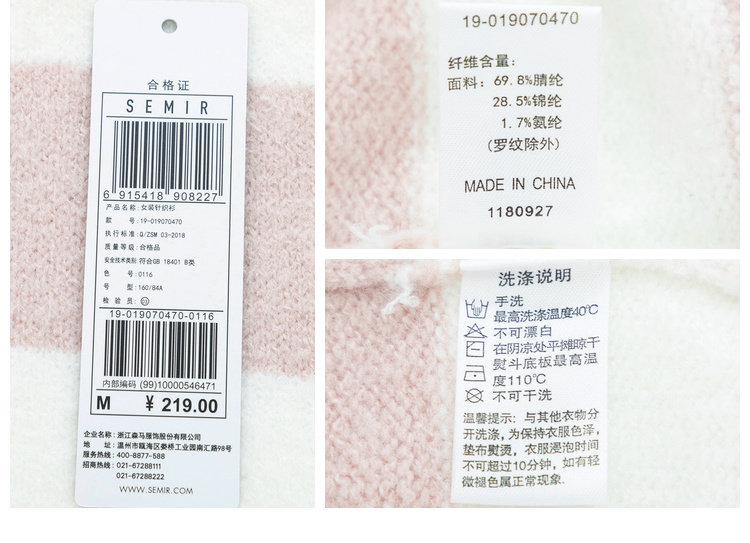 合格证
SEMIR
6 915418 908227
产品名称:女装针织衫
款 号:19-019070470
执行标准:Q/ZSM 03-2018
质量等级:合格品
安全技术类别:符合GB 18401 B类
色 号:0116
号 型:160/84A
检 验 员:03
19-019070470-0116
内部编码 (99)10000546471
M ¥ 219.00
企业名称:浙江森马服饰股份有限公司
地 址:温州市瓯海区娄桥工业园南汇路98号
服务热线:400-8877-588
招商热线:021-67288111
021-67288222
WWW.SEMIR.COM
19-019070470
纤维含量:
面料:69.8%腈纶
28.5%锦纶
1.7%氨纶
(罗纹除外)
MADE IN CHINA
1180927
洗涤说明
手洗
最高洗涤温度40℃
不可漂白
在阴凉处平摊晾干
熨斗底板最高温
度110℃
不可干洗
温馨提示:与其他衣物分
开洗涤,为保持衣服色泽,
垫布熨烫,衣服浸泡时间
不可超过10分钟,如有轻
微褪色属正常现象.